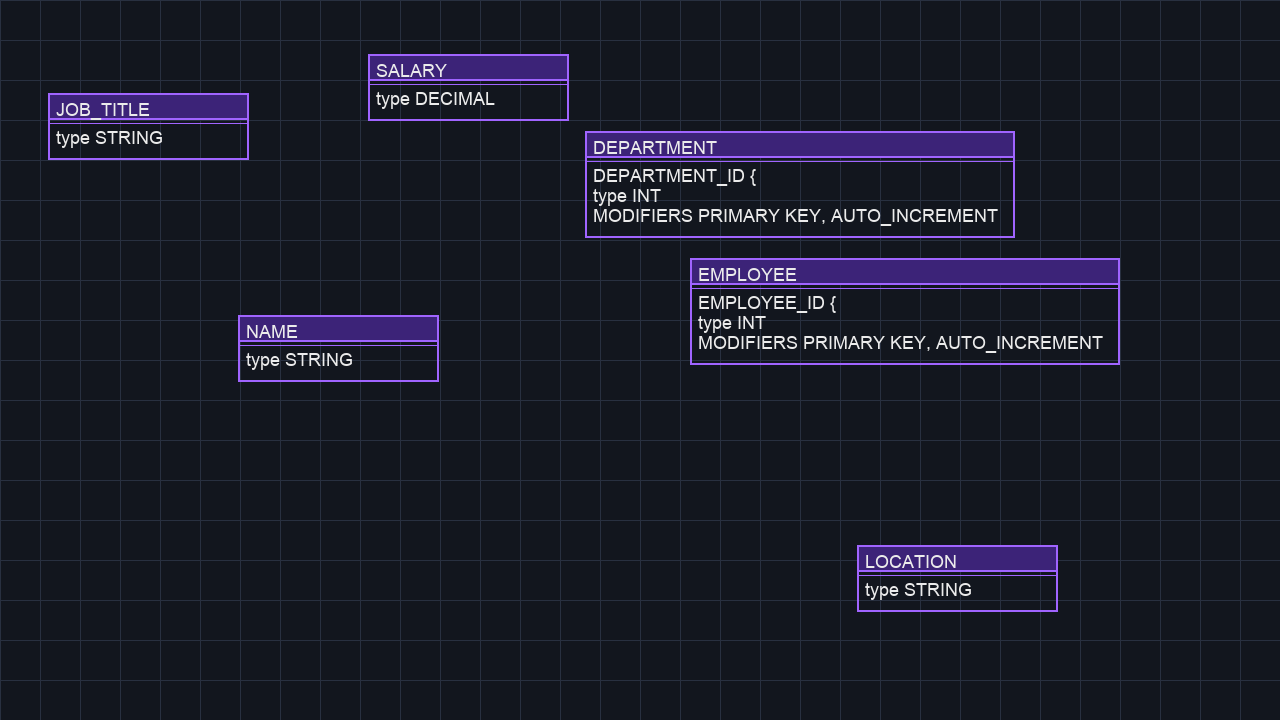 SALARY
type DECIMAL
JOB_TITLE
type STRING
DEPARTMENT
DEPARTMENT_ID {
type INT
MODIFIERS PRIMARY KEY, AUTO_INCREMENT
EMPLOYEE
EMPLOYEE_ID {
type INT
MODIFIERS PRIMARY KEY, AUTO_INCREMENT
NAME
type STRING
LOCATION
type STRING